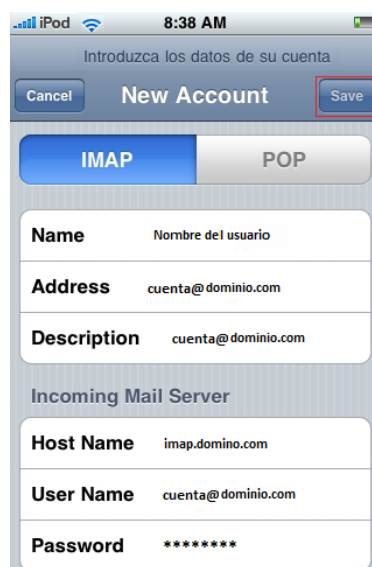 iPod 8:38 AM
Introduzca los datos de su cuenta
Cancel New Account Save
IMAP POP
Name Nombre del usuario
Address cuenta@dominio.com
Description cuenta@dominio.com
Incoming Mail Server
Host Name imap.domino.com
User Name cuenta@dominio.com
Password ********